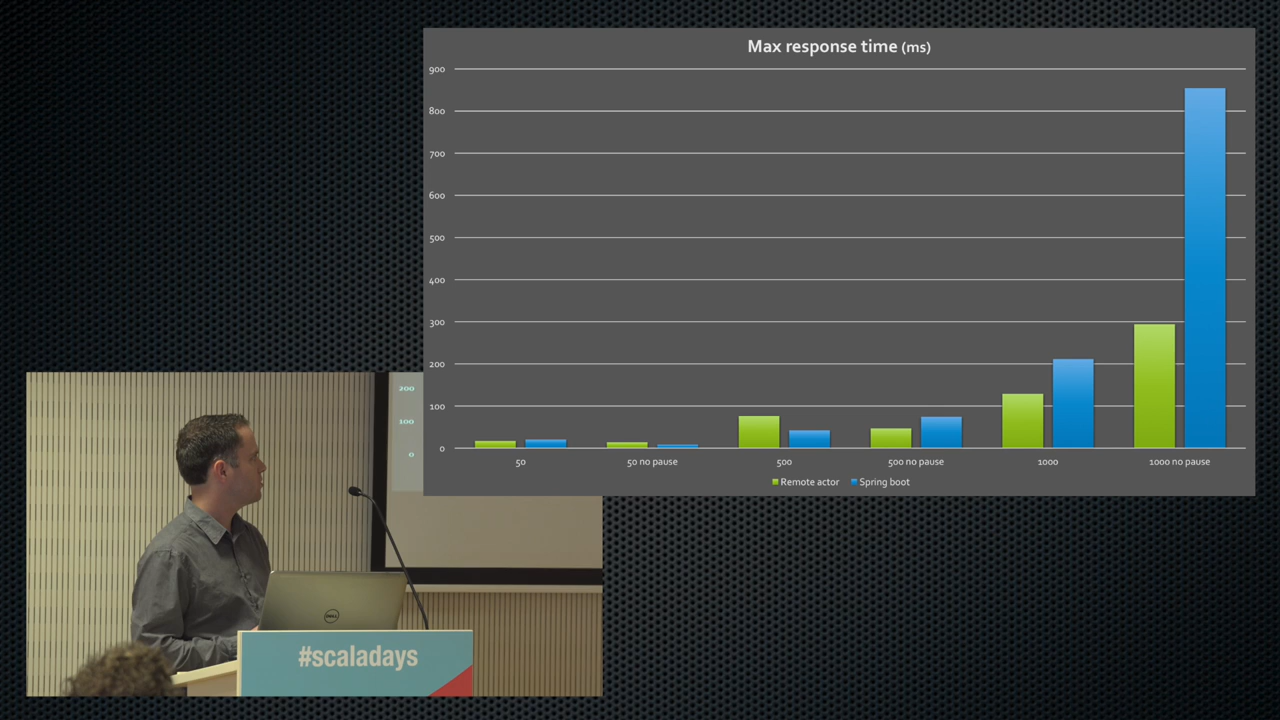 Max response time (ms)
900
800
700
600
500
400
300
200
100
0
50
50 no pause
500
500 no pause
1000
1000 no pause
Remote actor
Spring boot
200
100
0
DELL
#scaladays